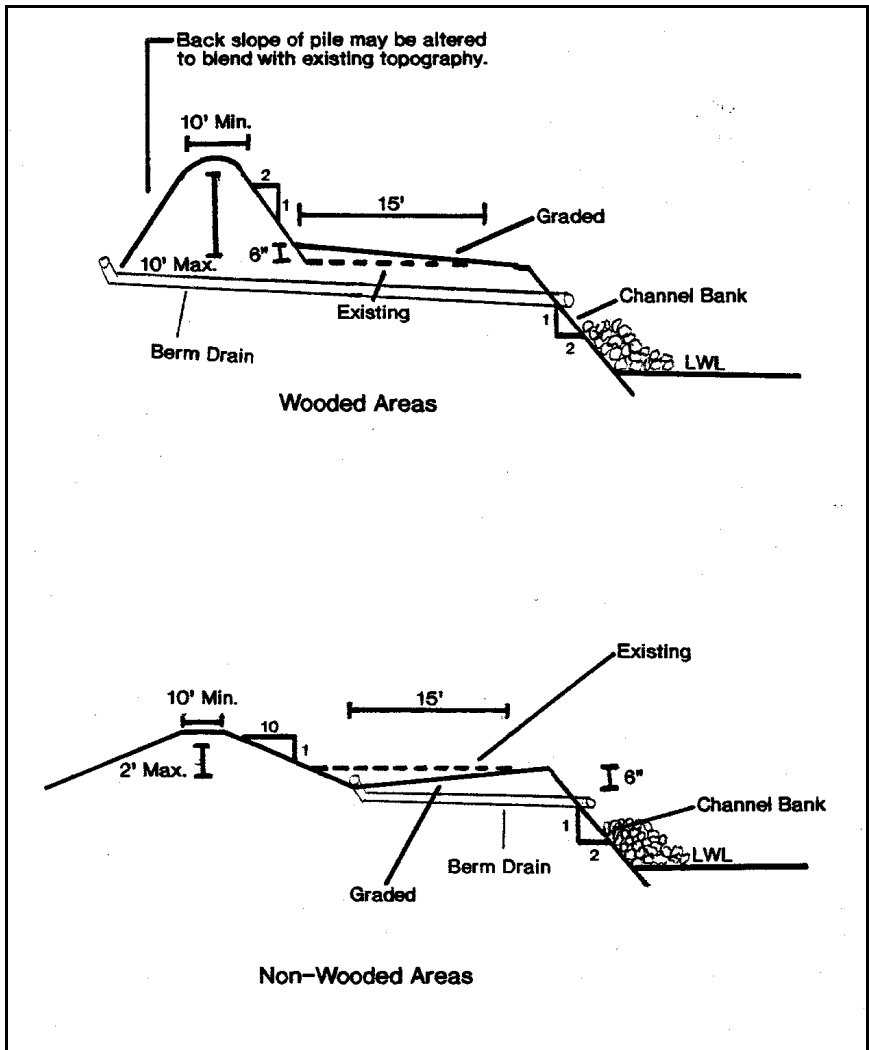 Back slope of pile may be altered
to blend with existing topography.
10' Min.
2
1
15'
Graded
6"
10' Max.
Existing
Channel Bank
1
2
Berm Drain
LWL
Wooded Areas
Existing
10' Min.
15'
10
1
2' Max.
6"
Channel Bank
1
2
Berm Drain
LWL
Graded
Non-Wooded Areas